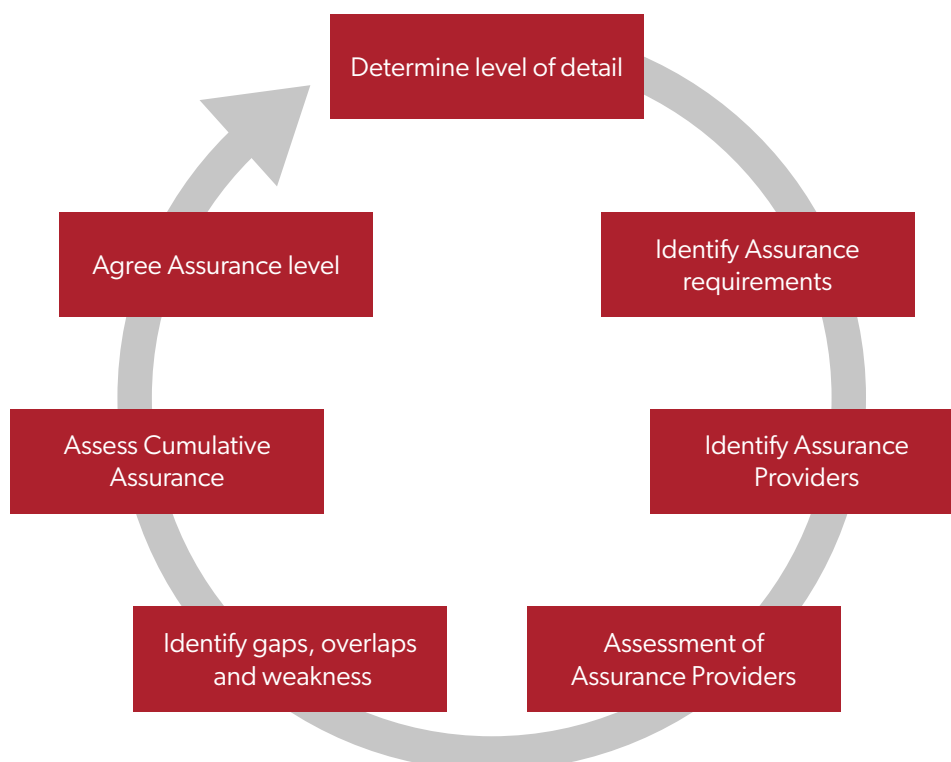 Determine level of detail
Identify Assurance
requirements
Identify Assurance
Providers
Assessment of
Assurance Providers
Identify gaps, overlaps
and weakness
Assess Cumulative
Assurance
Agree Assurance level